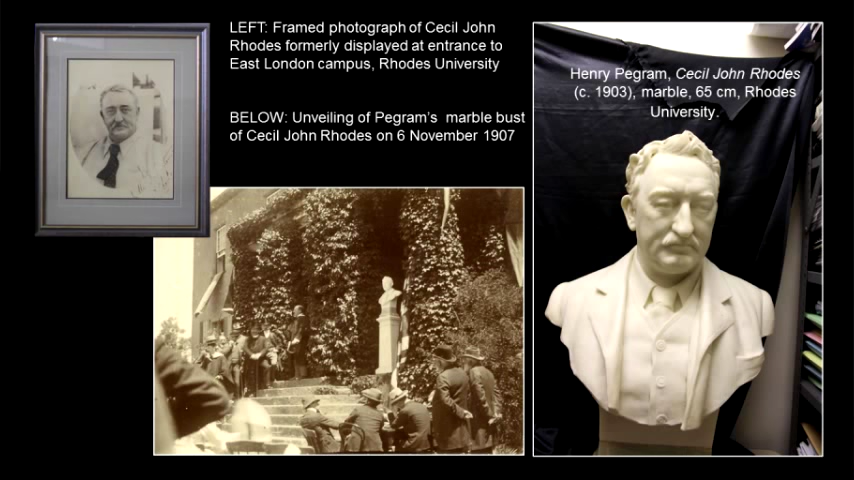 LEFT: Framed photograph of Cecil John
Rhodes formerly displayed at entrance to
East London campus, Rhodes University
BELOW: Unveiling of Pegram's marble bust
of Cecil John Rhodes on 6 November 1907
Henry Pegram, Cecil John Rhodes
(c. 1903), marble, 65 cm, Rhodes
University.